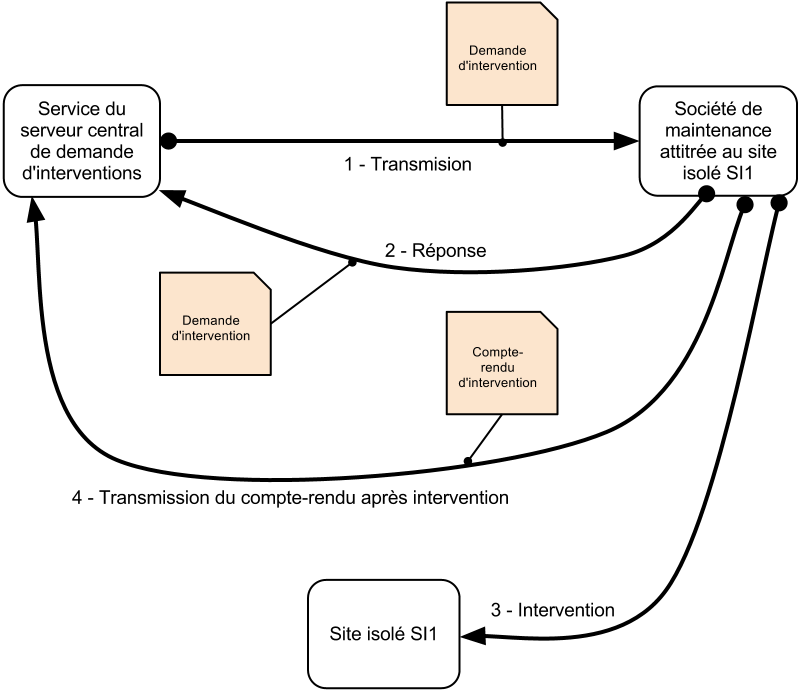 Demande
d'intervention
Service du
serveur central
de demande
d'interventions
Société de
maintenance
attitrée au site
isolé SI1
1 - Transmision
2 - Réponse
Demande
d'intervention
Compte-
rendu
d'intervention
4 - Transmission du compte-rendu après intervention
3 - Intervention
Site isolé SI1